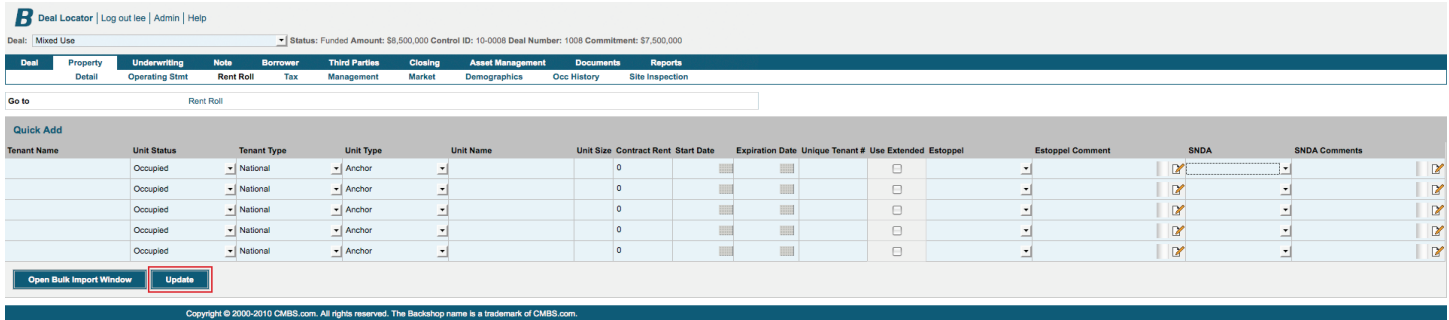 B Deal Locator | Log out lee | Admin | Help
Deal: Mixed Use Status: Funded Amount: $8,500,000 Control ID: 10-0008 Deal Number: 1008 Commitment: $7,500,000
Deal Property Underwriting Note Borrower Third Parties Closing Asset Management Documents Reports
Detail Operating Stmt Rent Roll Tax Management Market Demographics Occ History Site Inspection
Go to Rent Roll
Quick Add
Tenant Name Unit Status Tenant Type Unit Type Unit Name Unit Size Contract Rent Start Date Expiration Date Unique Tenant # Use Extended Estoppel Estoppel Comment SNDA SNDA Comments
Occupied National Anchor 0
Occupied National Anchor 0
Occupied National Anchor 0
Occupied National Anchor 0
Occupied National Anchor 0
Open Bulk Import Window Update
Copyright © 2000-2010 CMBS.com. All rights reserved. The Backshop name is a trademark of CMBS.com.